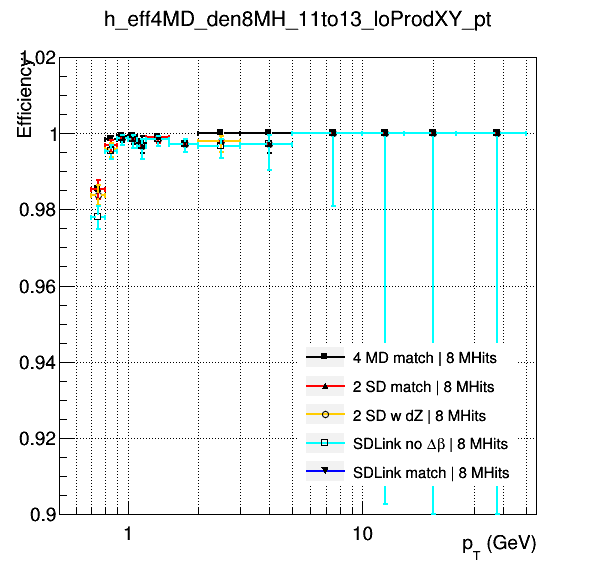 h_eff4MD_den8MH_11to13_loProdXY_pt
Efficiency
1.02
1
0.98
0.96
0.94
0.92
0.9
4 MD match | 8 MHits
2 SD match | 8 MHits
2 SD w dZ | 8 MHits
SDLink no Δβ | 8 MHits
SDLink match | 8 MHits
1
10
p_T (GeV)